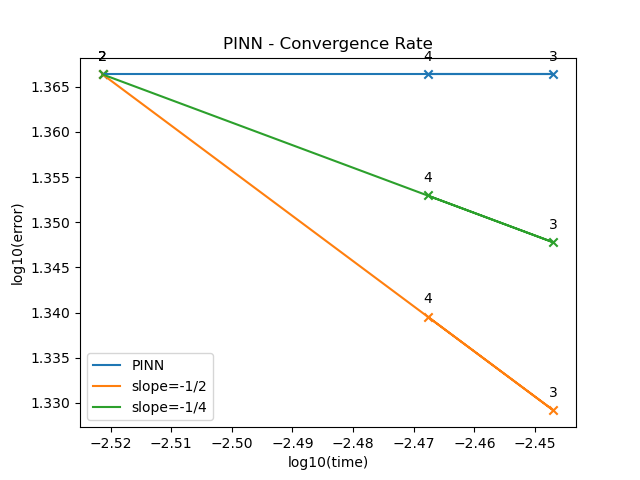 PINN - Convergence Rate
2
4
3
4
3
4
3
1.365
1.360
1.355
1.350
1.345
1.340
1.335
1.330
log10(error)
PINN
slope=-1/2
slope=-1/4
−2.52 −2.51 −2.50 −2.49 −2.48 −2.47 −2.46 −2.45
log10(time)